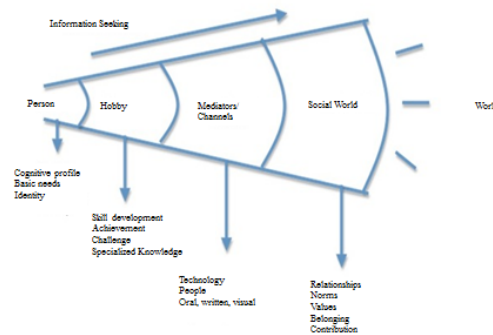 Information Seeking
Person
Hobby
Mediators/
Channels
Social World
Cognitive profile
Basic needs
Identity
Skill development
Achievement
Challenge
Specialized Knowledge
Technology
People
Oral, written, visual
Relationships
Norms
Values
Belonging
Contribution